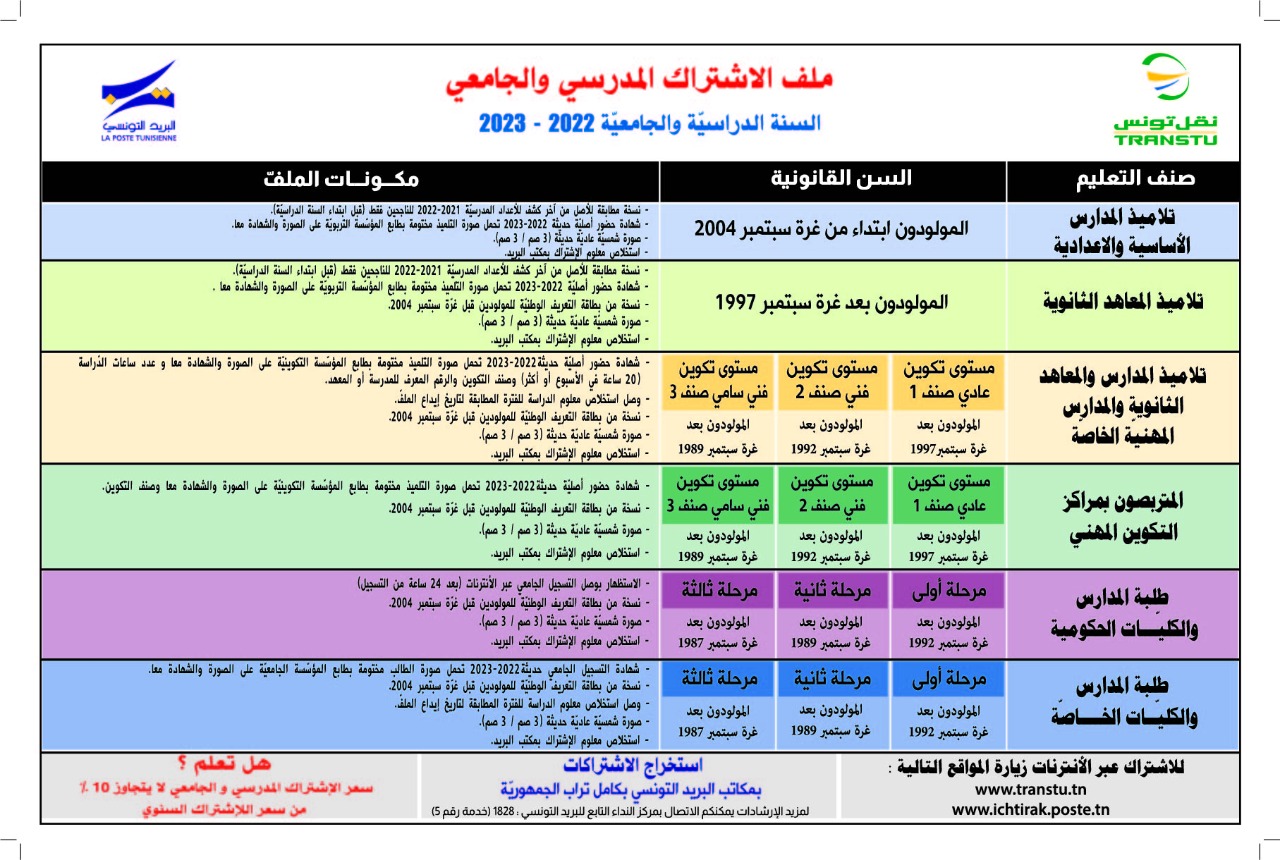 ملف الاشتراك المدرسي والجامعي
السنة الدراسيّة والجامعيّة 2022 - 2023
نقل تونس
TRANSTU
البريد التونسي
LA POSTE TUNISIENNE
صنف التعليم
السن القانونية
مكـونـات الملفّ
تلاميذ المدارس
الأساسية والاعدادية
المولودون ابتداء من غرة سبتمبر 2004
- نسخة مطابقة للأصل من آخر كشف للأعداد المدرسيّة 2021-2022 للناجحين فقط (قبل ابتداء السنة الدراسيّة).
- شهادة حضور أصليّة حديثة 2022-2023 تحمل صورة التلميذ مختومة بطابع المؤسّسة التربويّة على الصورة والشهادة معا.
- صورة شمسيّة عاديّة حديثة (3 صم / 3 صم).
- استخلاص معلوم الإشتراك بمكتب البريد.
تلاميذ المعاهد الثانوية
المولودون بعد غرة سبتمبر 1997
- نسخة مطابقة للأصل من آخر كشف للأعداد المدرسيّة 2021-2022 للناجحين فقط (قبل ابتداء السنة الدراسيّة).
- شهادة حضور أصليّة 2022-2023 تحمل صورة التلميذ مختومة بطابع المؤسّسة التربويّة على الصورة والشهادة معا .
- نسخة من بطاقة التعريف الوطنيّة للمولودين قبل غرّة سبتمبر 2004.
- صورة شمسيّة عاديّة حديثة (3 صم / 3 صم).
- استخلاص معلوم الإشتراك بمكتب البريد.
تلاميذ المدارس والمعاهد
الثانوية والمدارس
المهنية الخاصة
مستوى تكوين
عادي صنف 1
المولودون بعد
غرة سبتمبر1997
مستوى تكوين
فني صنف 2
المولودون بعد
غرة سبتمبر 1992
مستوى تكوين
فني سامي صنف 3
المولودون بعد
غرة سبتمبر 1989
- شهادة حضور أصليّة حديثة2022-2023 تحمل صورة التلميذ مختومة بطابع المؤسّسة التكوينيّة على الصورة والشهادة معا و عدد ساعات الدّراسة
(20 ساعة في الأسبوع أو أكثر) وصنف التكوين والرقم المعرف للمدرسة أو المعهد.
- وصل استخلاص معلوم الدراسة للفترة المطابقة لتاريخ إيداع الملفّ.
- نسخة من بطاقة التعريف الوطنيّة للمولودين قبل غرّة سبتمبر 2004.
- صورة شمسيّة عاديّة حديثة (3 صم / 3 صم).
- استخلاص معلوم الإشتراك بمكتب البريد.
المتربصون بمراكز
التكوين المهني
مستوى تكوين
عادي صنف 1
المولودون بعد
غرة سبتمبر 1997
مستوى تكوين
فني صنف 2
المولودون بعد
غرة سبتمبر 1992
مستوى تكوين
فني سامي صنف 3
المولودون بعد
غرة سبتمبر 1989
- شهادة حضور أصليّة حديثة2022-2023 تحمل صورة التلميذ مختومة بطابع المؤسّسة التكوينيّة على الصورة والشهادة معا وصنف التكوين.
- نسخة من بطاقة التعريف الوطنيّة للمولودين قبل غرّة سبتمبر 2004.
- صورة شمسيّة عاديّة حديثة (3 صم / 3 صم).
- استخلاص معلوم الإشتراك بمكتب البريد.
طلبة المدارس
والكليّـــات الحكومية
مرحلة أولى
المولودون بعد
غرة سبتمبر 1992
مرحلة ثانية
المولودون بعد
غرة سبتمبر 1989
مرحلة ثالثة
المولودون بعد
غرة سبتمبر 1987
- الاستظهار بوصل التسجيل الجامعي عبر الأنترنات (بعد 24 ساعة من التسجيل)
- نسخة من بطاقة التعريف الوطنيّة للمولودين قبل غرّة سبتمبر 2004.
- صورة شمسيّة عاديّة حديثة (3 صم / 3 صم).
- استخلاص معلوم الإشتراك بمكتب البريد.
طلبة المدارس
والكليّـــات الخـــاصّة
مرحلة أولى
المولودون بعد
غرة سبتمبر 1992
مرحلة ثانية
المولودون بعد
غرة سبتمبر 1989
مرحلة ثالثة
المولودون بعد
غرة سبتمبر 1987
- شهادة التسجيل الجامعي حديثة2022-2023 تحمل صورة الطالب مختومة بطابع المؤسّسة الجامعيّة على الصورة والشهادة معا.
- نسخة من بطاقة التعريف الوطنيّة للمولودين قبل غرّة سبتمبر 2004.
- وصل استخلاص معلوم الدراسة للفترة المطابقة لتاريخ إيداع الملفّ.
- صورة شمسيّة عاديّة حديثة (3 صم / 3 صم).
- استخلاص معلوم الإشتراك بمكتب البريد.
للاشتراك عبر الأنترنات زيارة المواقع التالية :
www.transtu.tn
www.ichtirak.poste.tn
استخراج الاشتراكات
بمكاتب البريد التونسي بكامل تراب الجمهوريّة
لمزيد الإرشادات يمكنكم الاتصال بمركز النداء التابع للبريد التونسي : 1828 (خدمة رقم 5)
هل تعلم ؟
سعر الإشتراك المدرسي و الجامعي لا يتجاوز 10 %
من سعر اللاشتراك السنوي